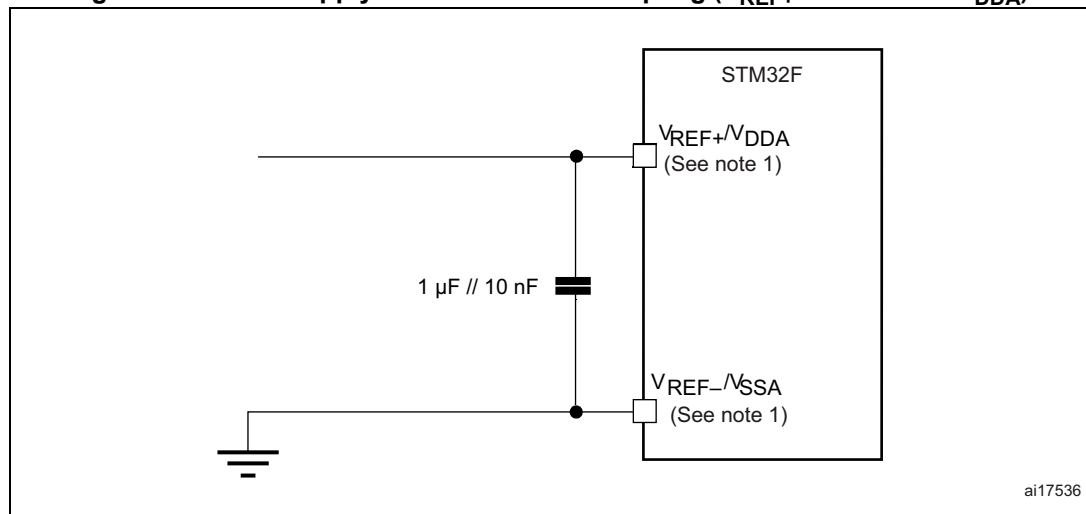 STM32F
VREF+/VDDA
(See note 1)
1 µF // 10 nF
VREF–/VSSA
(See note 1)
ai17536